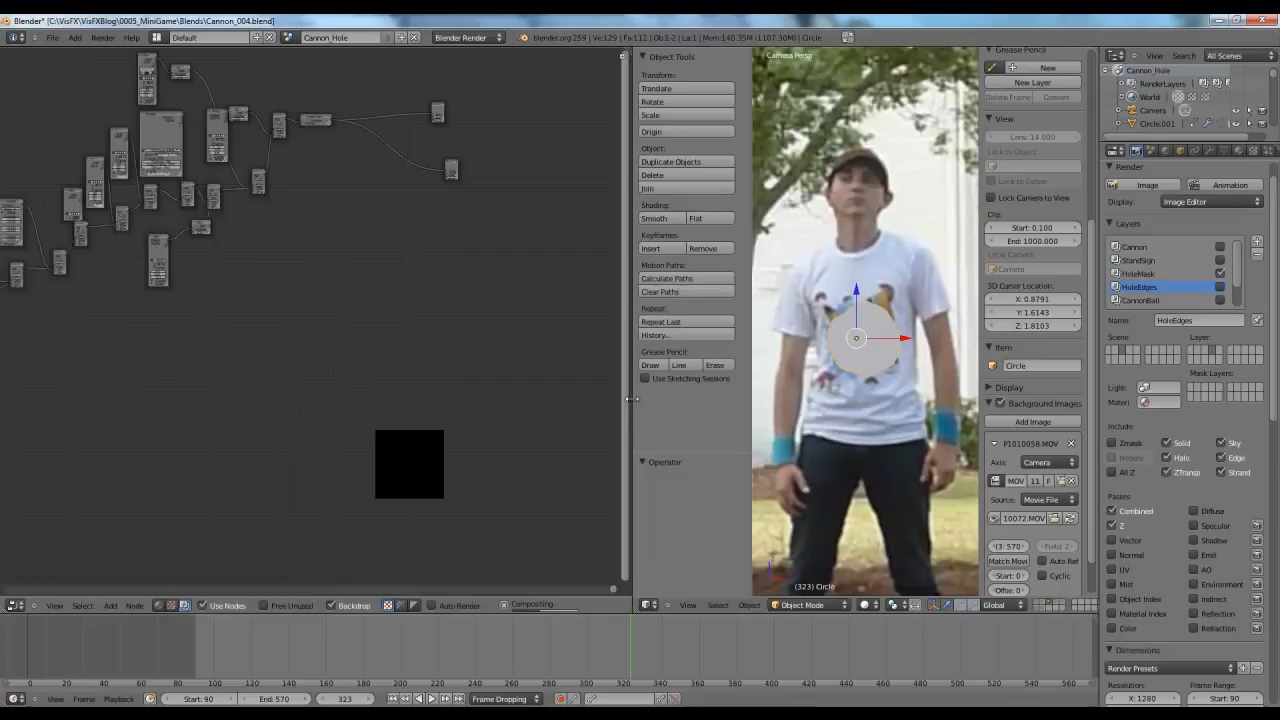 Blender* [C:\VisFX\VisFXBlog\0005_MiniGame\Blends\Cannon_004.blend]
File Add Render Help Default Cannon_Hole 3 Blender Render blender.org 259 | Ve:129 | Fa:112 | Ob:1-2 | La:1 | Mem:140.35M (1107.30M) | Circle
View Search All Scenes
Object Tools
Transform:
Translate
Rotate
Scale
Origin
Object:
Duplicate Objects
Delete
Join
Shading:
Smooth Flat
Keyframes:
Insert Remove
Motion Paths:
Calculate Paths
Clear Paths
Repeat:
Repeat Last
History...
Grease Pencil:
Draw Line Erase
Use Sketching Sessions
Operator
Camera Persp
(323) Circle
Grease Pencil
New
New Layer
Delete Frame Convert
View
Lens: 14.000
Lock to Object:
Lock to Cursor
Lock Camera to View
Clip:
Start: 0.100
End: 1000.000
Local Camera:
Camera
3D Cursor Location:
X: 0.8791
Y: 1.6143
Z: 1.8103
Item
Circle
Display
Background Images
Add Image
P1010058.MOV
Axis: Camera
MOV 11 F
Source: Movie File
10072.MOV
(3: 570 Field: 2
Match Movi Auto Ref
Start: 0 Cyclic
Offse: 0
Cannon_Hole
RenderLayers
World
Camera
Circle.001
Render
Image Animation
Display: Image Editor
Layers
Cannon
StandSign
HoleMask
HoleEdges
CannonBall
Name: HoleEdges
Scene: Layer:
Mask Layers:
Light:
Materi
Include:
Zmask Solid Sky
Negate Halo Edge
All Z ZTransp Strand
Passes:
Combined Diffuse
Z Specular
Vector Shadow
Normal Emit
UV AO
Mist Environment
Object Index Indirect
Material Index Reflection
Color Refraction
Dimensions
Render Presets
Resolution: Frame Range:
X: 1280 Start: 90
View Select Add Node Use Nodes Free Unused Backdrop Auto Render Compositing
View Select Object Object Mode Global
0 20 40 60 80 100 120 140 160 180 200 220 240 260 280 300 320 340 360 380 400 420 440 460 480 500 520 540 560
View Frame Playback Start: 90 End: 570 323 Frame Dropping